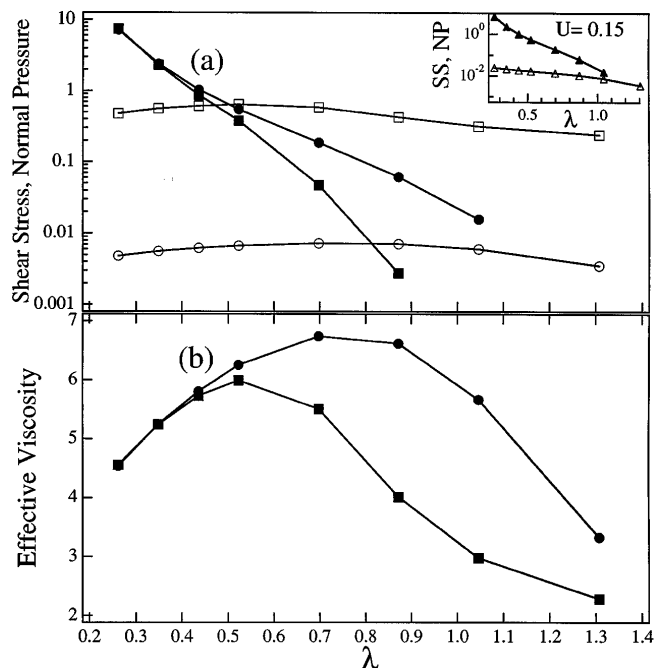 Shear Stress, Normal Pressure
10
1
0.1
0.01
0.001
(a)
SS, NP
10⁰
10⁻²
U= 0.15
0.5
1.0
λ
Effective Viscosity
7
6
5
4
3
2
(b)
0.2 0.3 0.4 0.5 0.6 0.7 0.8 0.9 1.0 1.1 1.2 1.3 1.4
λ